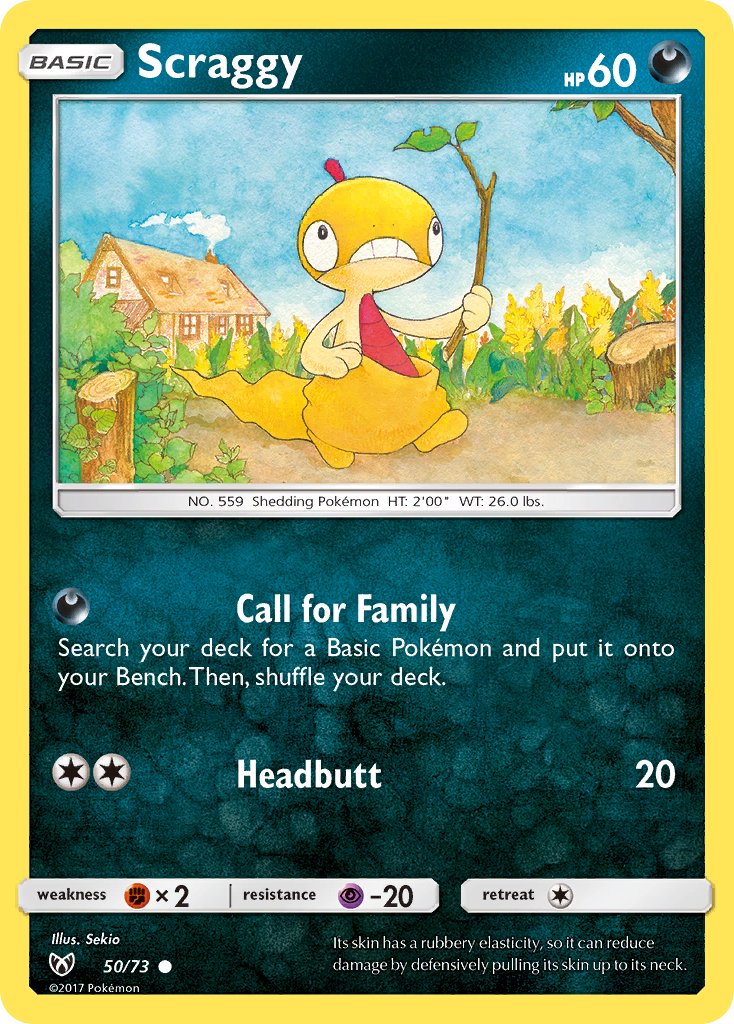 BASIC Scraggy HP 60
NO. 559 Shedding Pokémon HT: 2'00" WT: 26.0 lbs.
Call for Family
Search your deck for a Basic Pokémon and put it onto
your Bench. Then, shuffle your deck.
Headbutt 20
weakness × 2 resistance -20 retreat
Illus. Sekio
50/73
©2017 Pokémon
Its skin has a rubbery elasticity, so it can reduce
damage by defensively pulling its skin up to its neck.